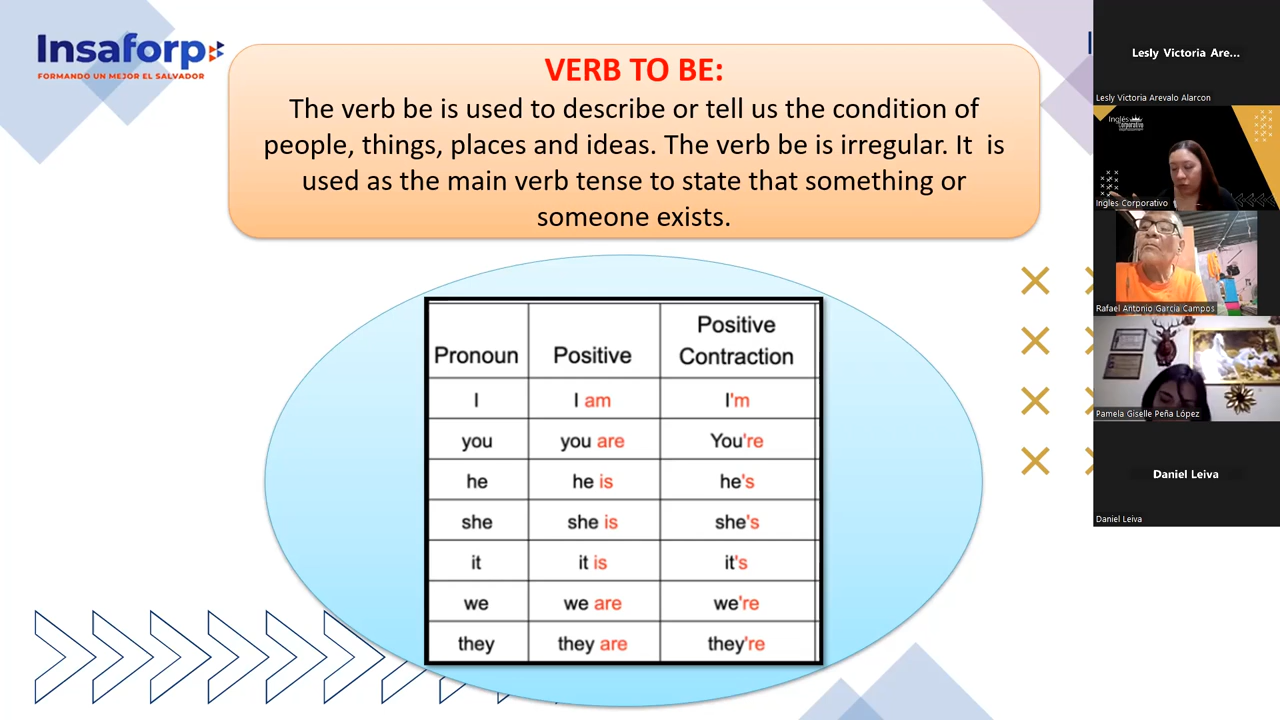 Insaforp
FORMANDO UN MEJOR EL SALVADOR
VERB TO BE:
The verb be is used to describe or tell us the condition of
people, things, places and ideas. The verb be is irregular. It is
used as the main verb tense to state that something or
someone exists.
Pronoun Positive Positive Contraction
I I am I'm
you you are You're
he he is he's
she she is she's
it it is it's
we we are we're
they they are they're
Lesly Victoria Are...
Lesly Victoria Arevalo Alarcon
Inglés
Corporativo
Ingles Corporativo
Rafael Antonio García Campos
Pamela Giselle Peña López
Daniel Leiva
Daniel Leiva